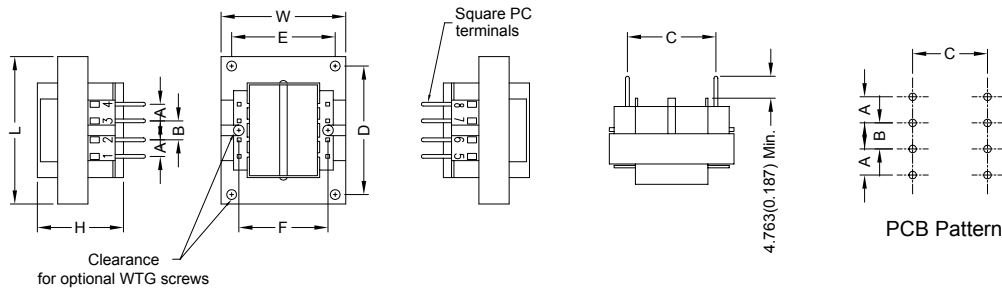 W
E
L
H
4
3
2
1
A
B
A
F
D
Clearance
for optional WTG screws
Square PC
terminals
8
7
6
5
C
4.763(0.187) Min.
C
A
B
A
PCB Pattern